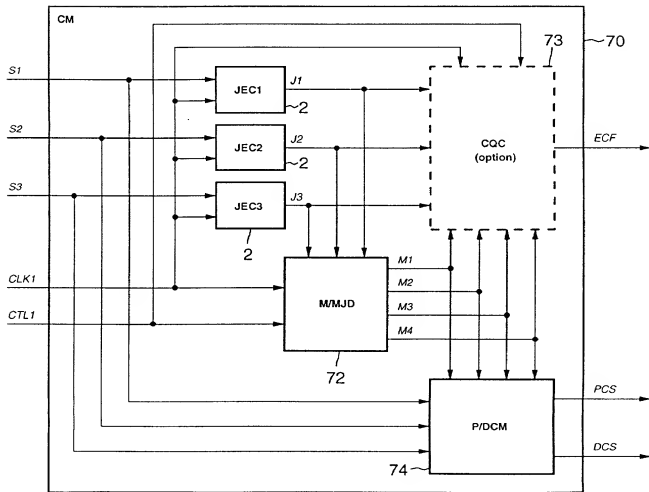 CM
73
70
S1
JEC1
J1
2
CQC
(option)
ECF
S2
JEC2
J2
2
S3
JEC3
J3
2
CLK1
M/MJD
M1
M2
CTL1
M3
M4
72
P/DCM
PCS
DCS
74